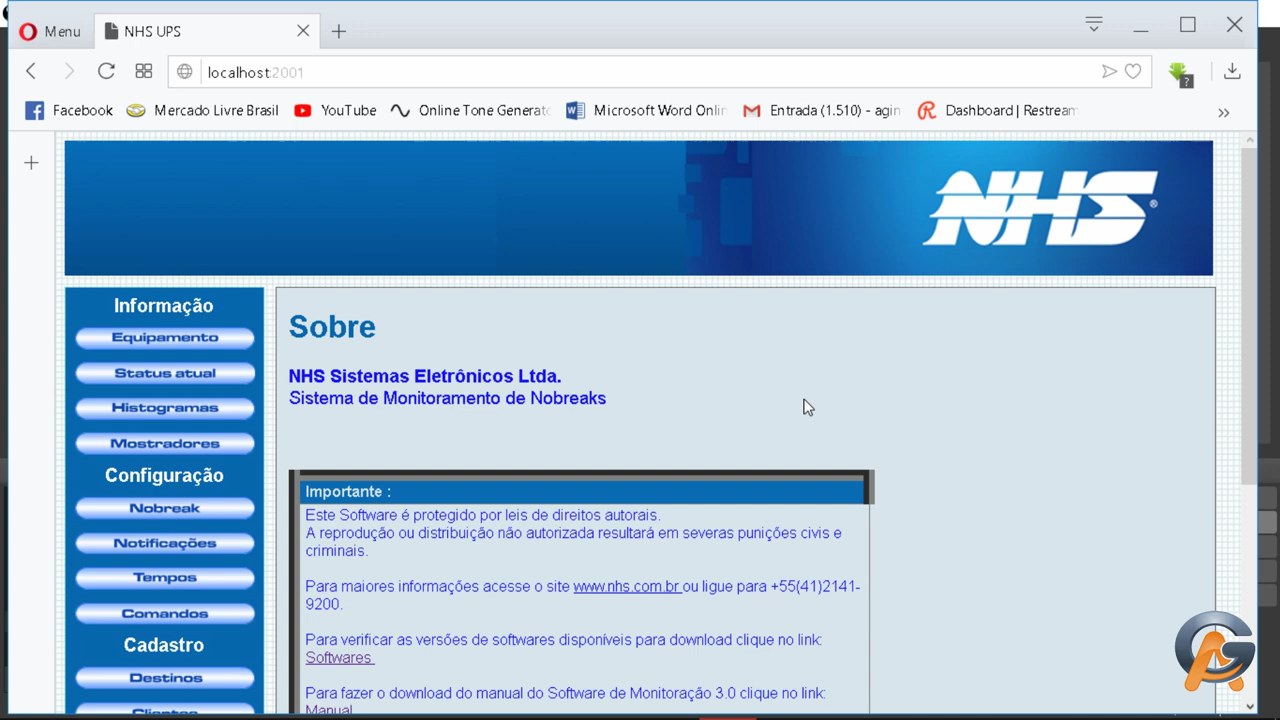 Menu
NHS UPS
localhost:2001
Facebook
Mercado Livre Brasil
YouTube
Online Tone Generato
Microsoft Word Onlin
Entrada (1.510) - agin
Dashboard | Restream
NHS®
Informação
Equipamento
Status atual
Histogramas
Mostradores
Configuração
Nobreak
Notificações
Tempos
Comandos
Cadastro
Destinos
Clientes
Sobre
NHS Sistemas Eletrônicos Ltda.
Sistema de Monitoramento de Nobreaks
Importante :
Este Software é protegido por leis de direitos autorais.
A reprodução ou distribuição não autorizada resultará em severas punições civis e
criminais.
Para maiores informações acesse o site www.nhs.com.br ou ligue para +55(41)2141-
9200.
Para verificar as versões de softwares disponíveis para download clique no link:
Softwares
Para fazer o download do manual do Software de Monitoração 3.0 clique no link:
Manual